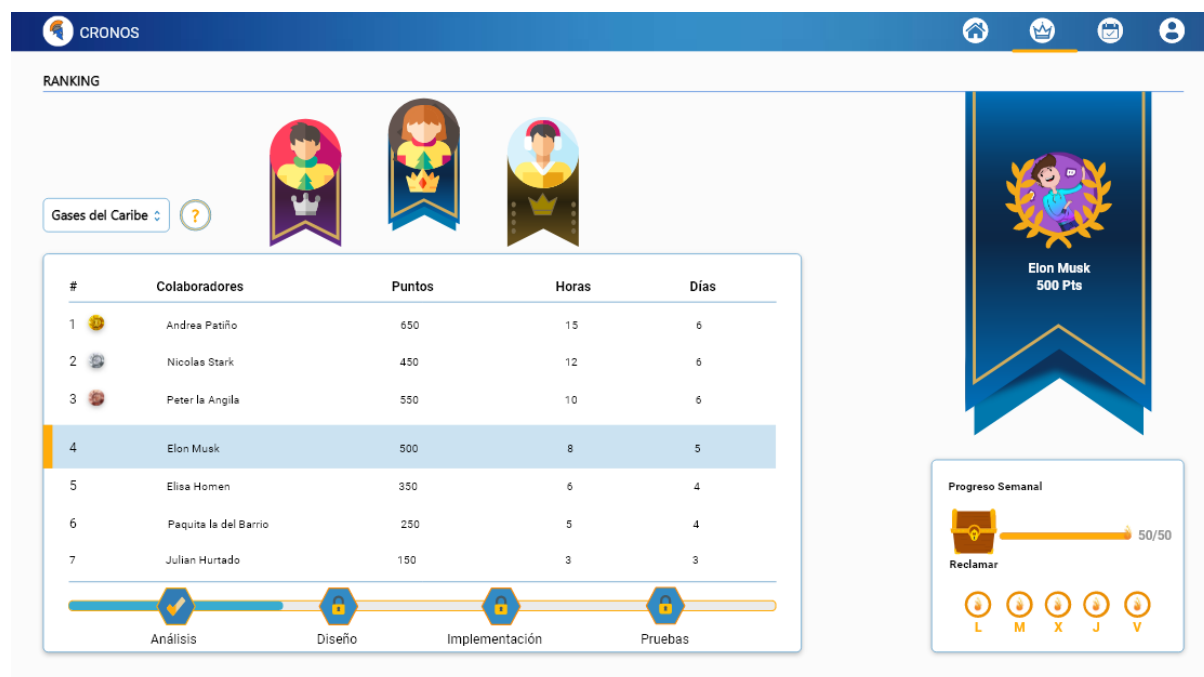 CRONOS
RANKING
Gases del Caribe
?
# Colaboradores Puntos Horas Días
1 Andrea Patiño 650 15 6
2 Nicolas Stark 450 12 6
3 Peter la Angila 550 10 6
4 Elon Musk 500 8 5
5 Elisa Homen 350 6 4
6 Paquita la del Barrio 250 5 4
7 Julian Hurtado 150 3 3
Análisis Diseño Implementación Pruebas
Elon Musk
500 Pts
Progreso Semanal
50/50
Reclamar
L M X J V